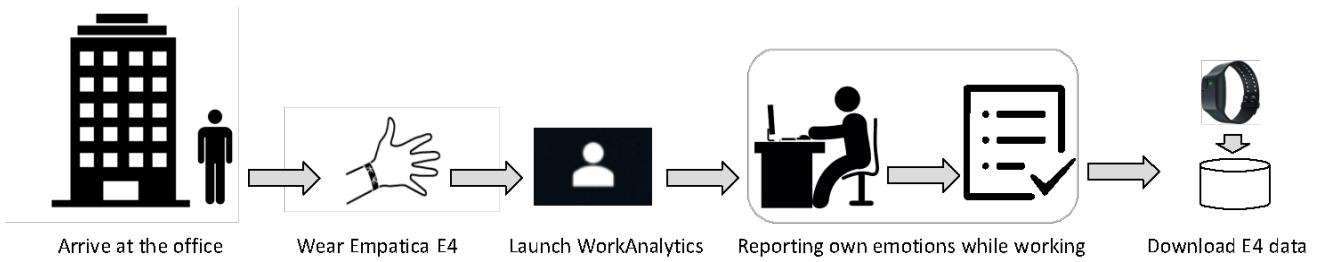 Arrive at the office
Wear Empatica E4
Launch WorkAnalytics
Reporting own emotions while working
Download E4 data